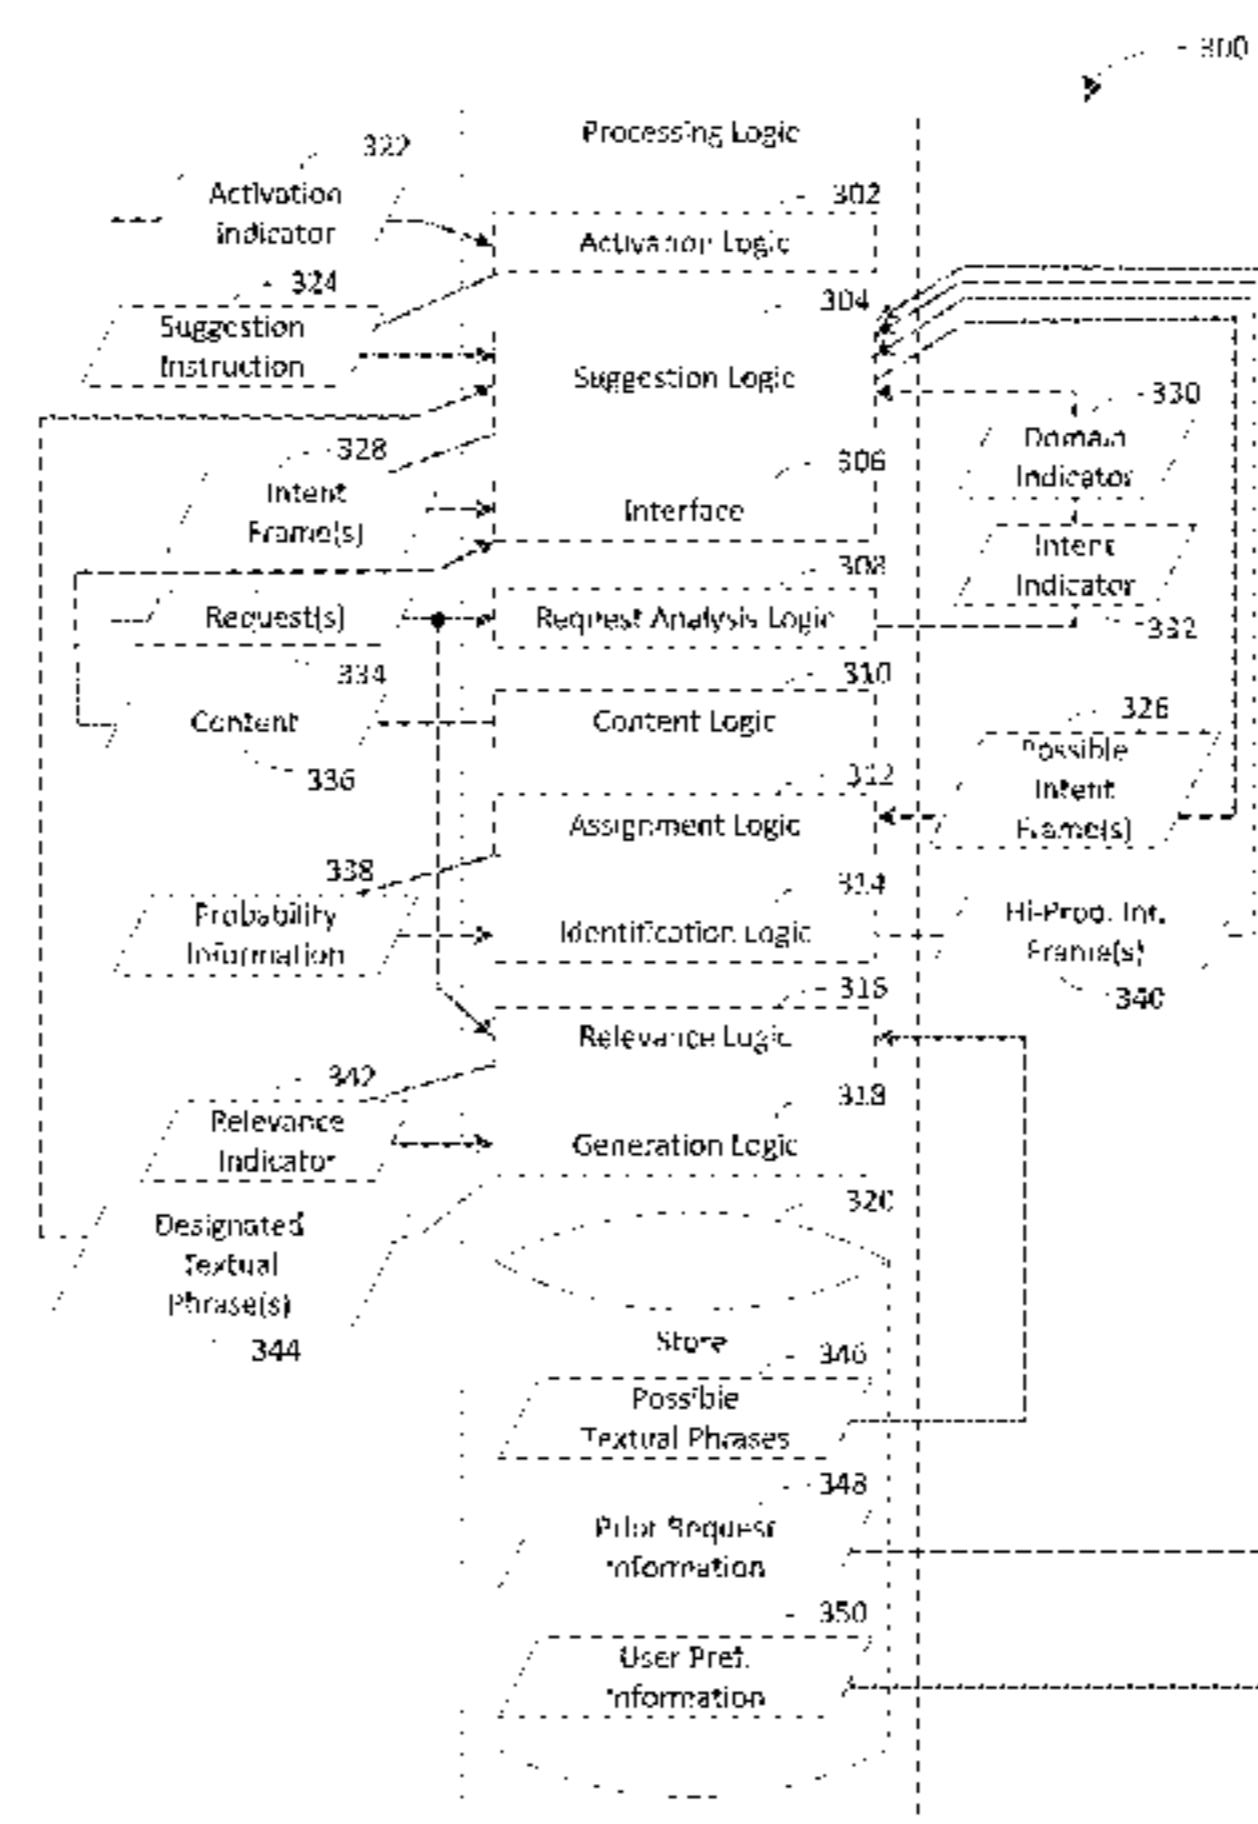 300
Processing Logic
322
Activation
Indicator
302
Activation Logic
324
Suggestion
Instruction
304
Suggestion Logic
330
Domain
Indicator
328
Intent
Frame(s)
306
Interface
Intent
Indicator
332
308
Request(s)
Request Analysis Logic
334
310
Content
Content Logic
336
326
Possible
Intent
Frame(s)
312
Assignment Logic
338
Probability
Information
314
Identification Logic
Hi-Prob. Int.
Frame(s)
340
316
Relevance Logic
342
Relevance
Indicator
318
Generation Logic
Designated
Textual
Phrase(s)
344
320
Store
346
Possible
Textual Phrases
348
Prior Request
Information
350
User Pref.
Information